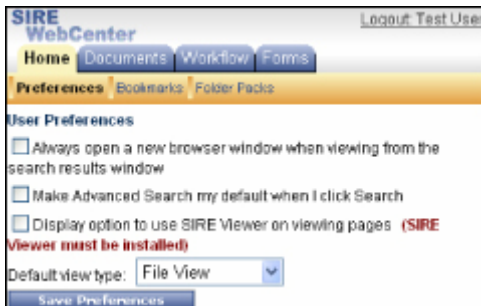 SIRE
WebCenter
Logout: Test User
Home Documents Workflow Forms
Preferences Bookmarks Folder Packs
User Preferences
Always open a new browser window when viewing from the
search results window
Make Advanced Search my default when I click Search
Display option to use SIRE Viewer on viewing pages (SIRE
Viewer must be installed)
Default view type: File View
Save Preferences